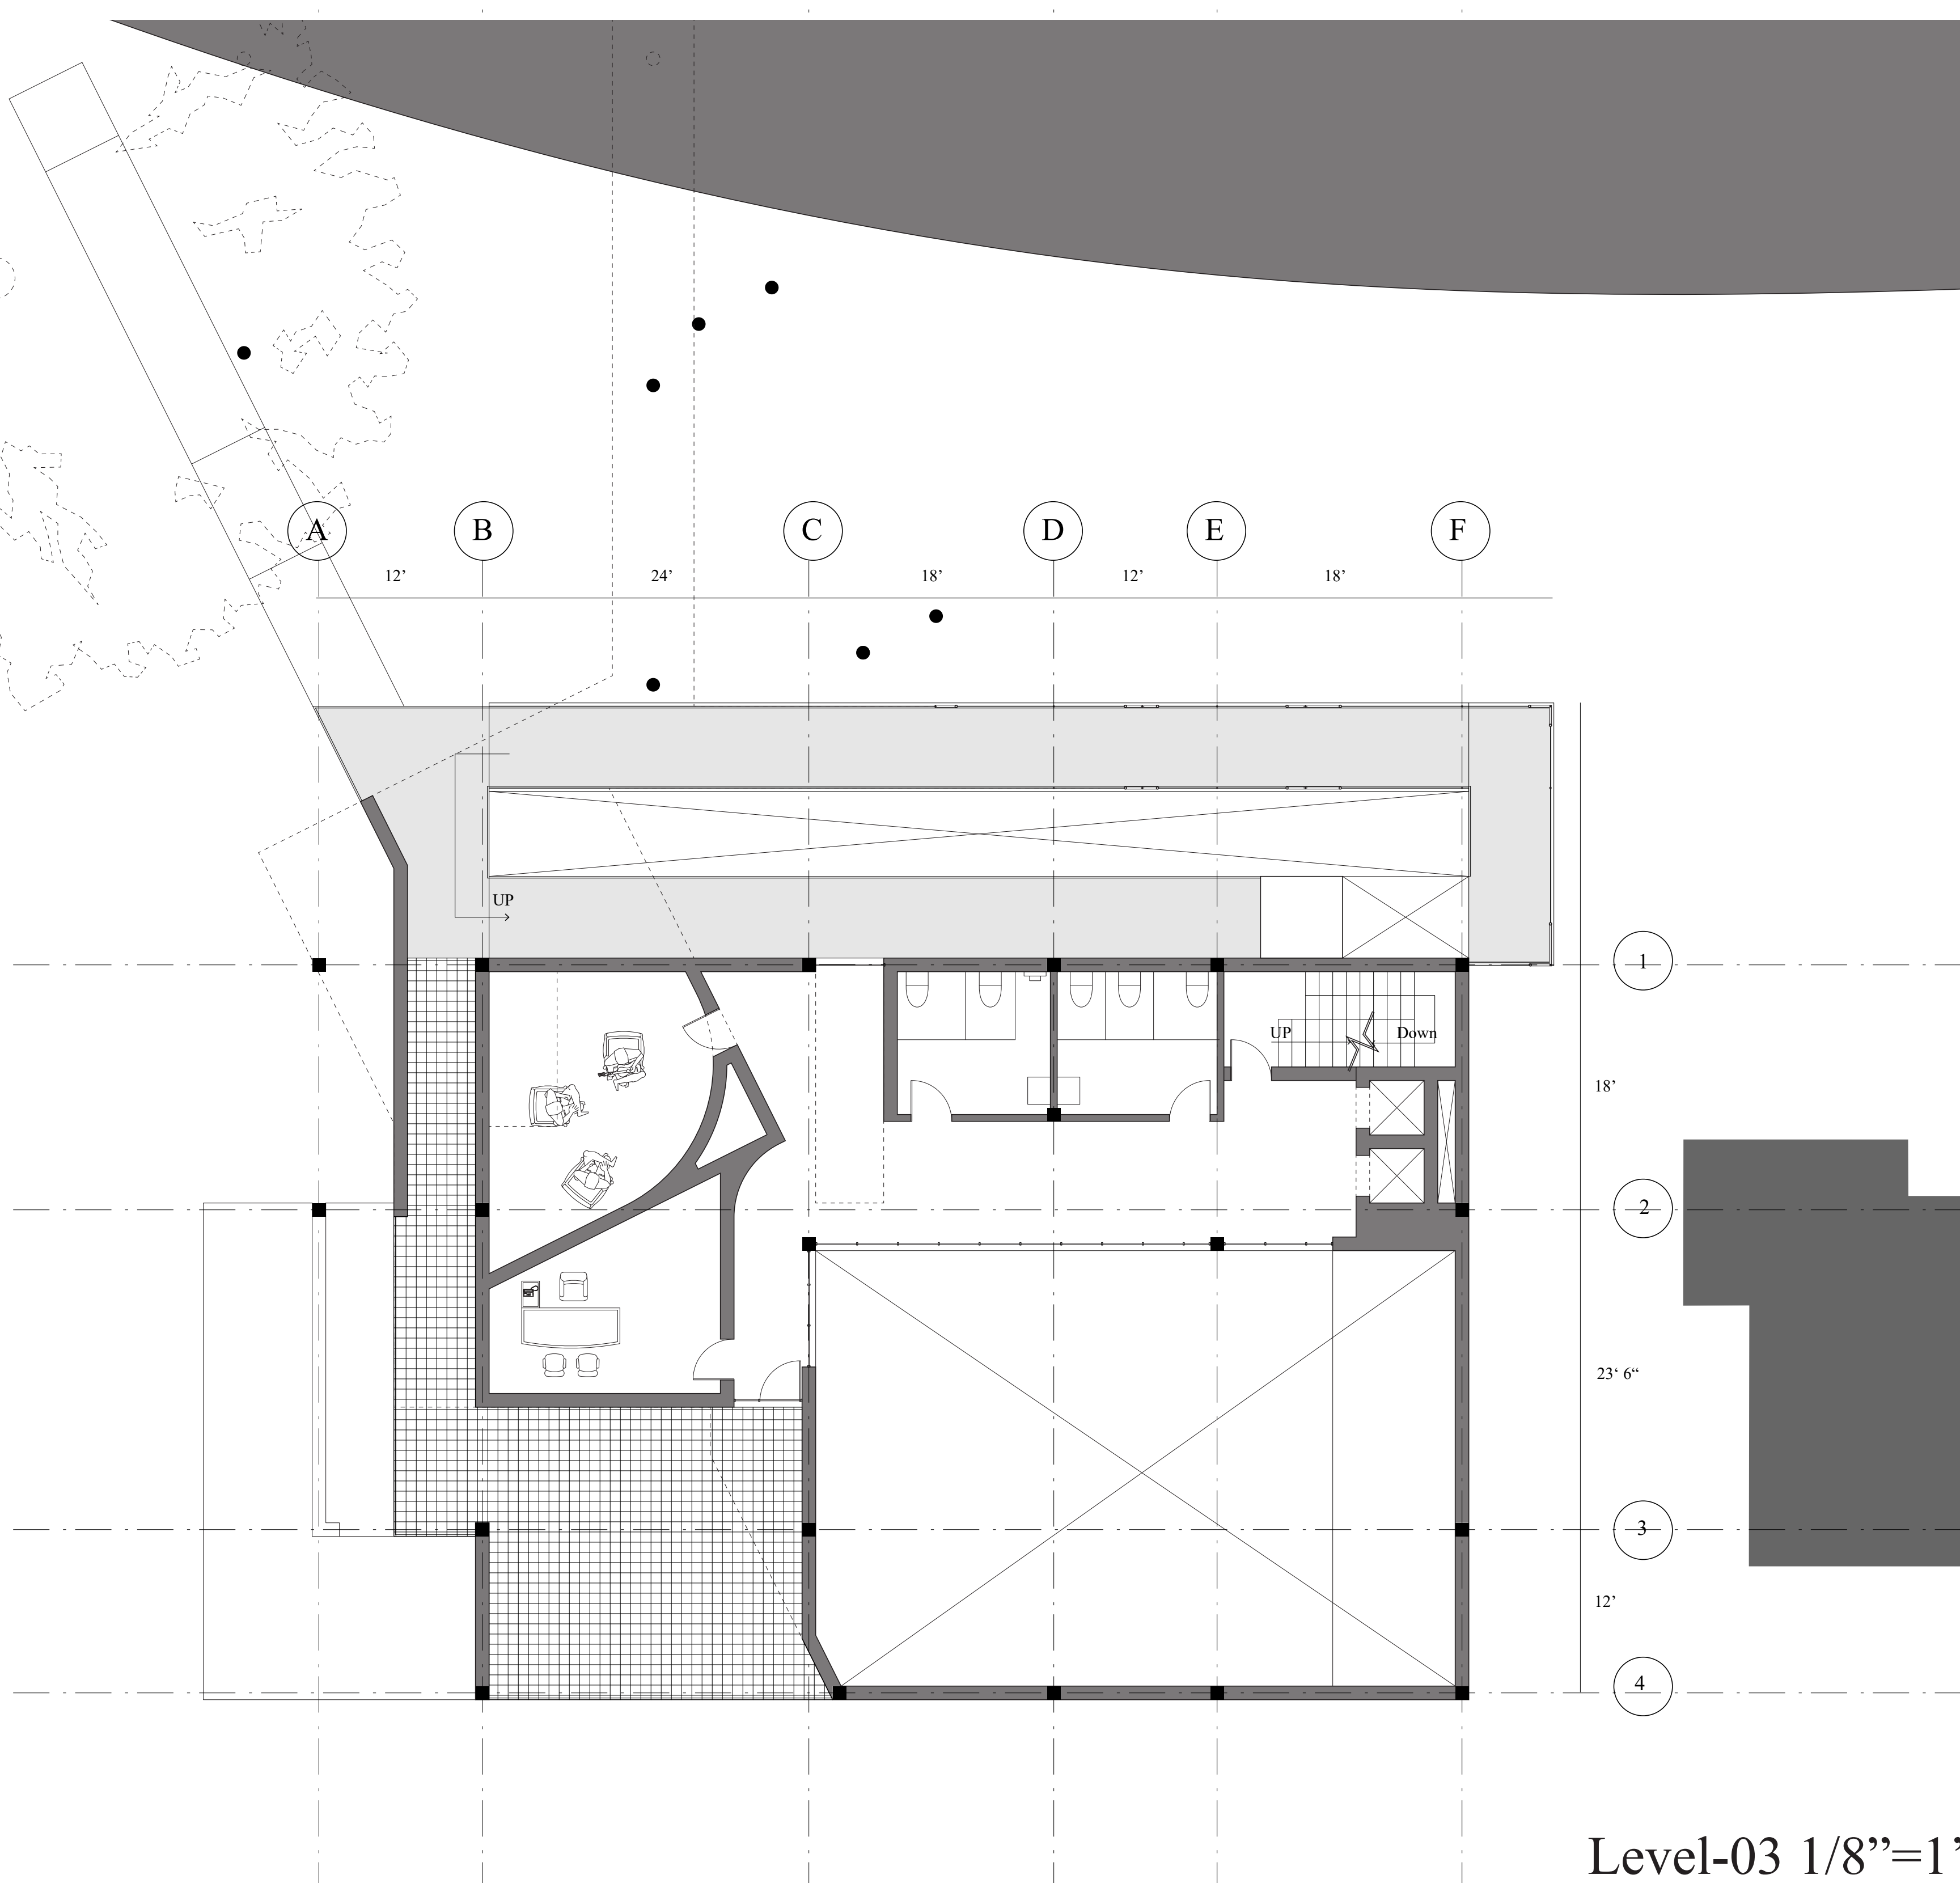 A B C D E F
12’ 24’ 18’ 12’ 18’
UP
1
UP Down
18’
2
23‘ 6“
3
12’
4
Level-03 1/8”=1’